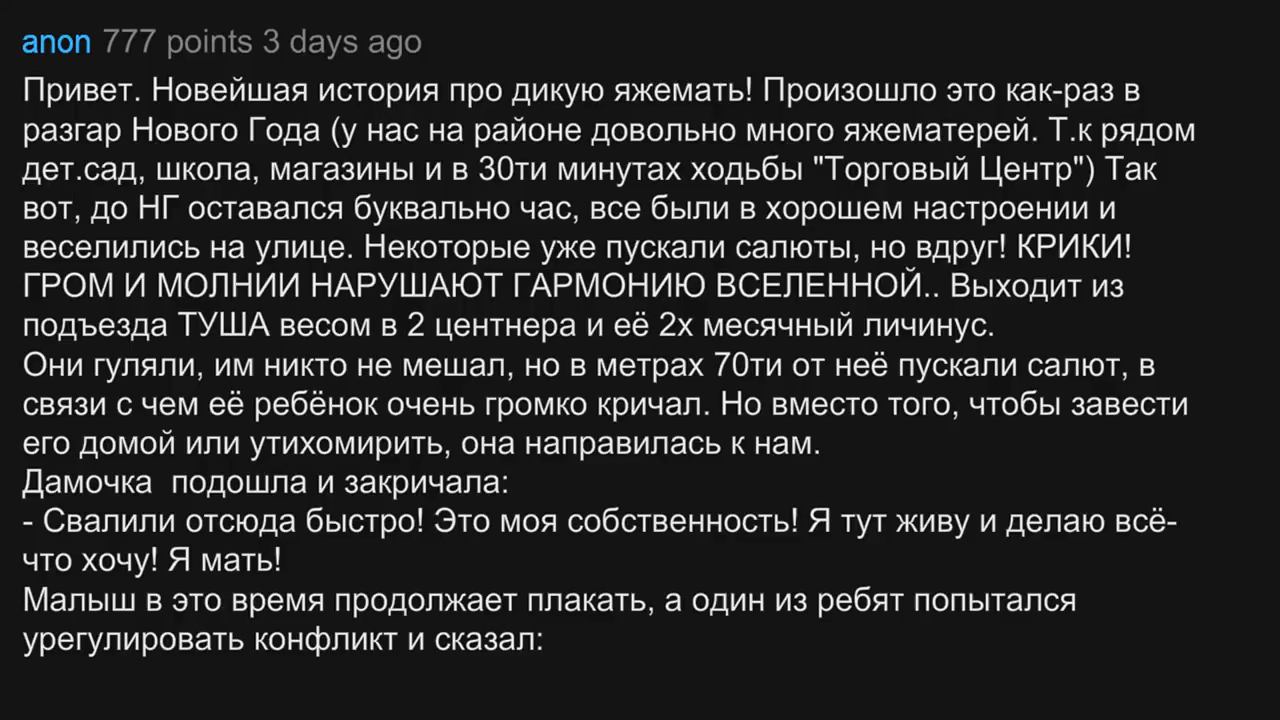 anon 777 points 3 days ago
Привет. Новейшая история про дикую яжемать! Произошло это как-раз в
разгар Нового Года (у нас на районе довольно много яжематерей. Т.к рядом
дет.сад, школа, магазины и в 30ти минутах ходьбы "Торговый Центр") Так
вот, до НГ оставался буквально час, все были в хорошем настроении и
веселились на улице. Некоторые уже пускали салюты, но вдруг! КРИКИ!
ГРОМ И МОЛНИИ НАРУШАЮТ ГАРМОНИЮ ВСЕЛЕННОЙ.. Выходит из
подъезда ТУША весом в 2 центнера и её 2х месячный личинус.
Они гуляли, им никто не мешал, но в метрах 70ти от неё пускали салют, в
связи с чем её ребёнок очень громко кричал. Но вместо того, чтобы завести
его домой или утихомирить, она направилась к нам.
Дамочка  подошла и закричала:
- Свалили отсюда быстро! Это моя собственность! Я тут живу и делаю всё-
что хочу! Я мать!
Малыш в это время продолжает плакать, а один из ребят попытался
урегулировать конфликт и сказал: